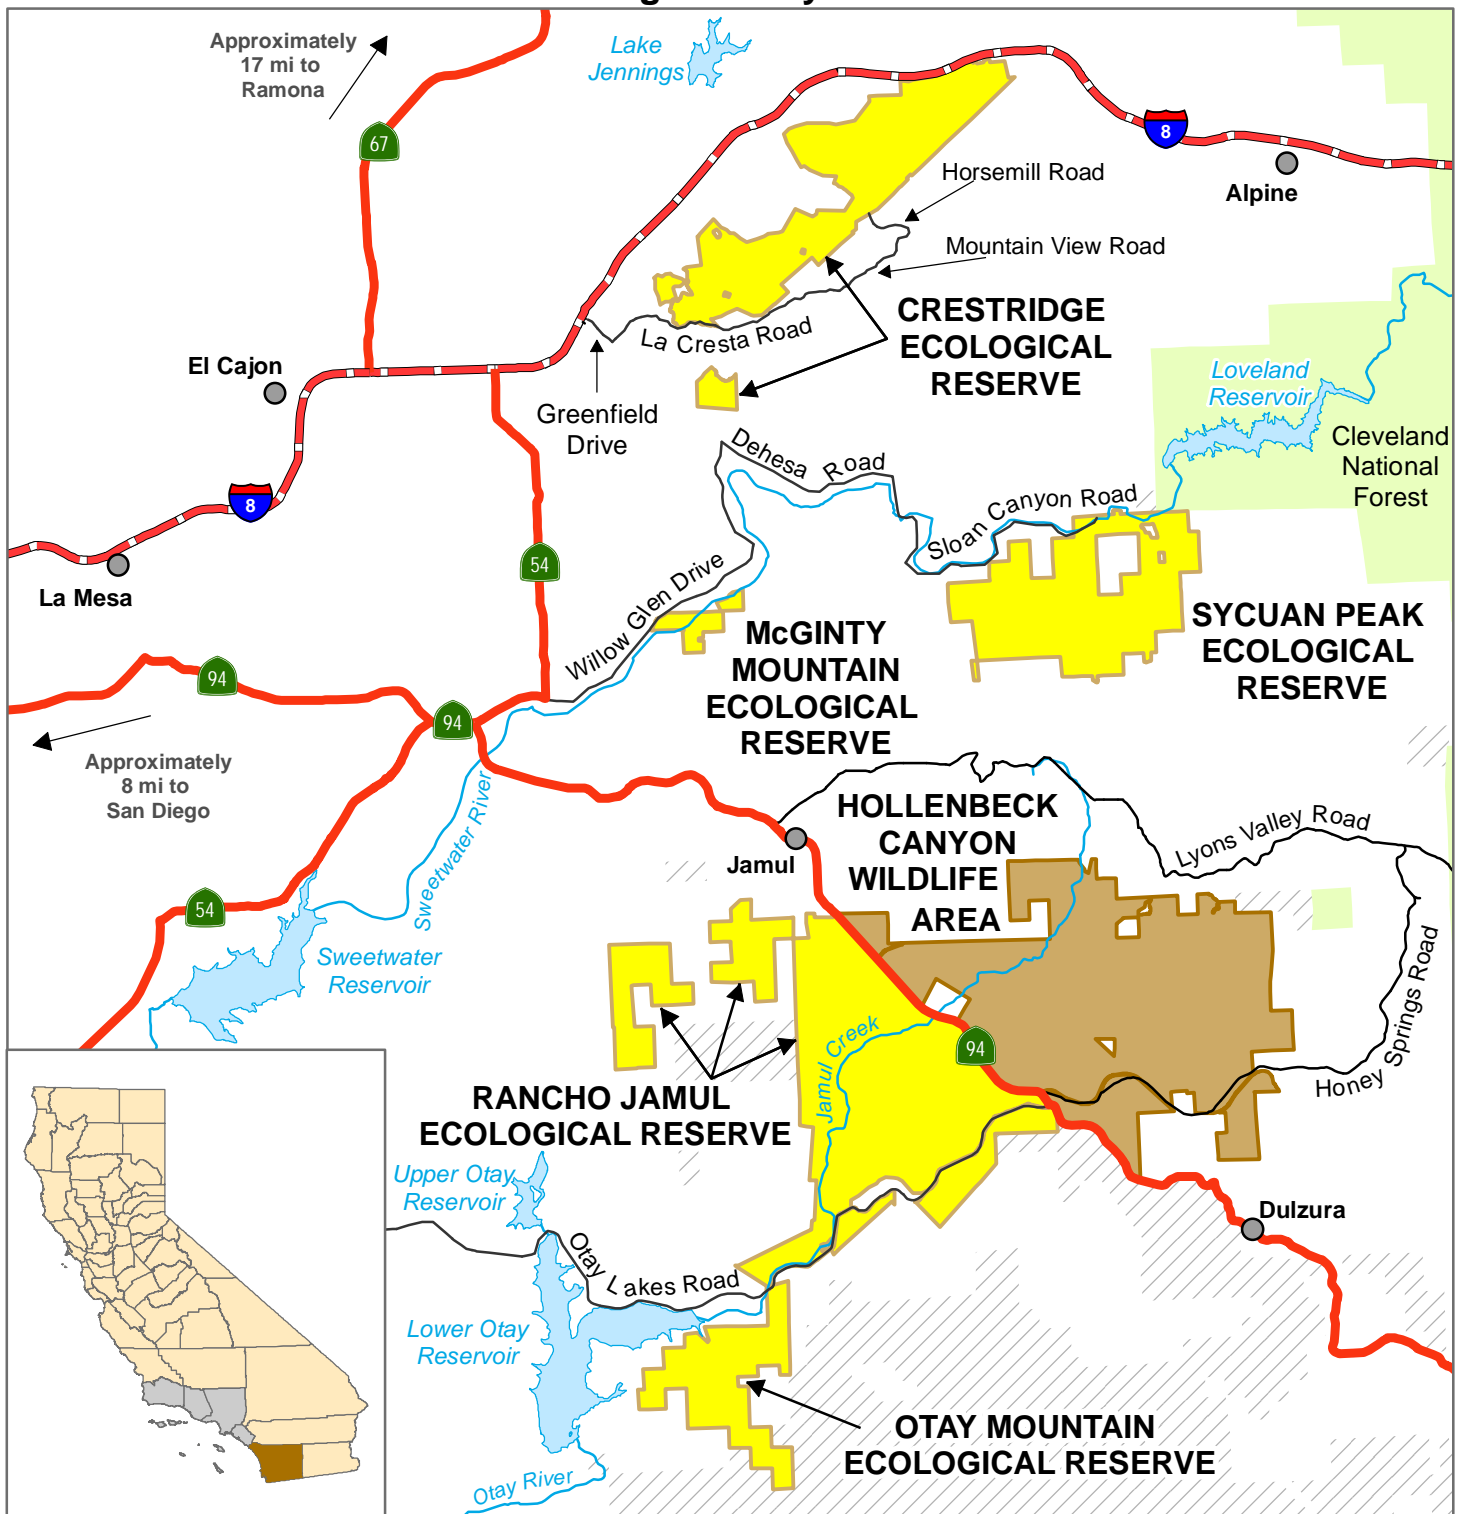 Approximately
17 mi to
Ramona
Lake
Jennings
67
8
Alpine
Horsemill Road
Mountain View Road
CRESTRIDGE
ECOLOGICAL
RESERVE
La Cresta Road
El Cajon
Greenfield
Drive
Loveland
Reservoir
Cleveland
National
Forest
Dehesa Road
8
Sloan Canyon Road
54
La Mesa
Willow Glen Drive
McGINTY
MOUNTAIN
ECOLOGICAL
RESERVE
SYCUAN PEAK
ECOLOGICAL
RESERVE
94
94
Approximately
8 mi to
San Diego
Sweetwater River
HOLLENBECK
CANYON
WILDLIFE
AREA
Lyons Valley Road
Jamul
54
Sweetwater
Reservoir
Honey Springs Road
Jamul Creek
94
RANCHO JAMUL
ECOLOGICAL RESERVE
Upper Otay
Reservoir
Dulzura
Otay Lakes Road
Lower Otay
Reservoir
OTAY MOUNTAIN
ECOLOGICAL RESERVE
Otay River